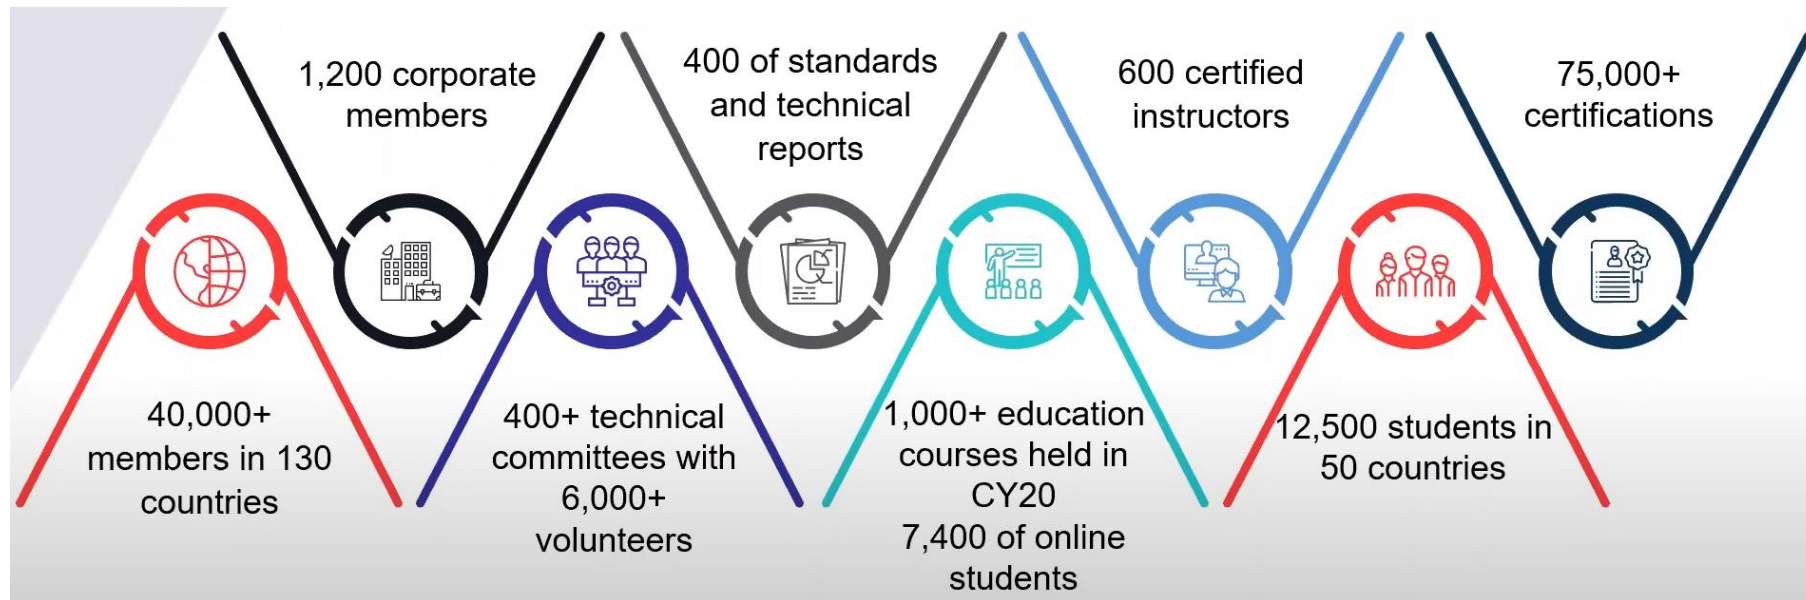 40,000+
members in 130
countries
1,200 corporate
members
400+ technical
committees with
6,000+
volunteers
400 of standards
and technical
reports
1,000+ education
courses held in
CY20
7,400 of online
students
600 certified
instructors
12,500 students in
50 countries
75,000+
certifications